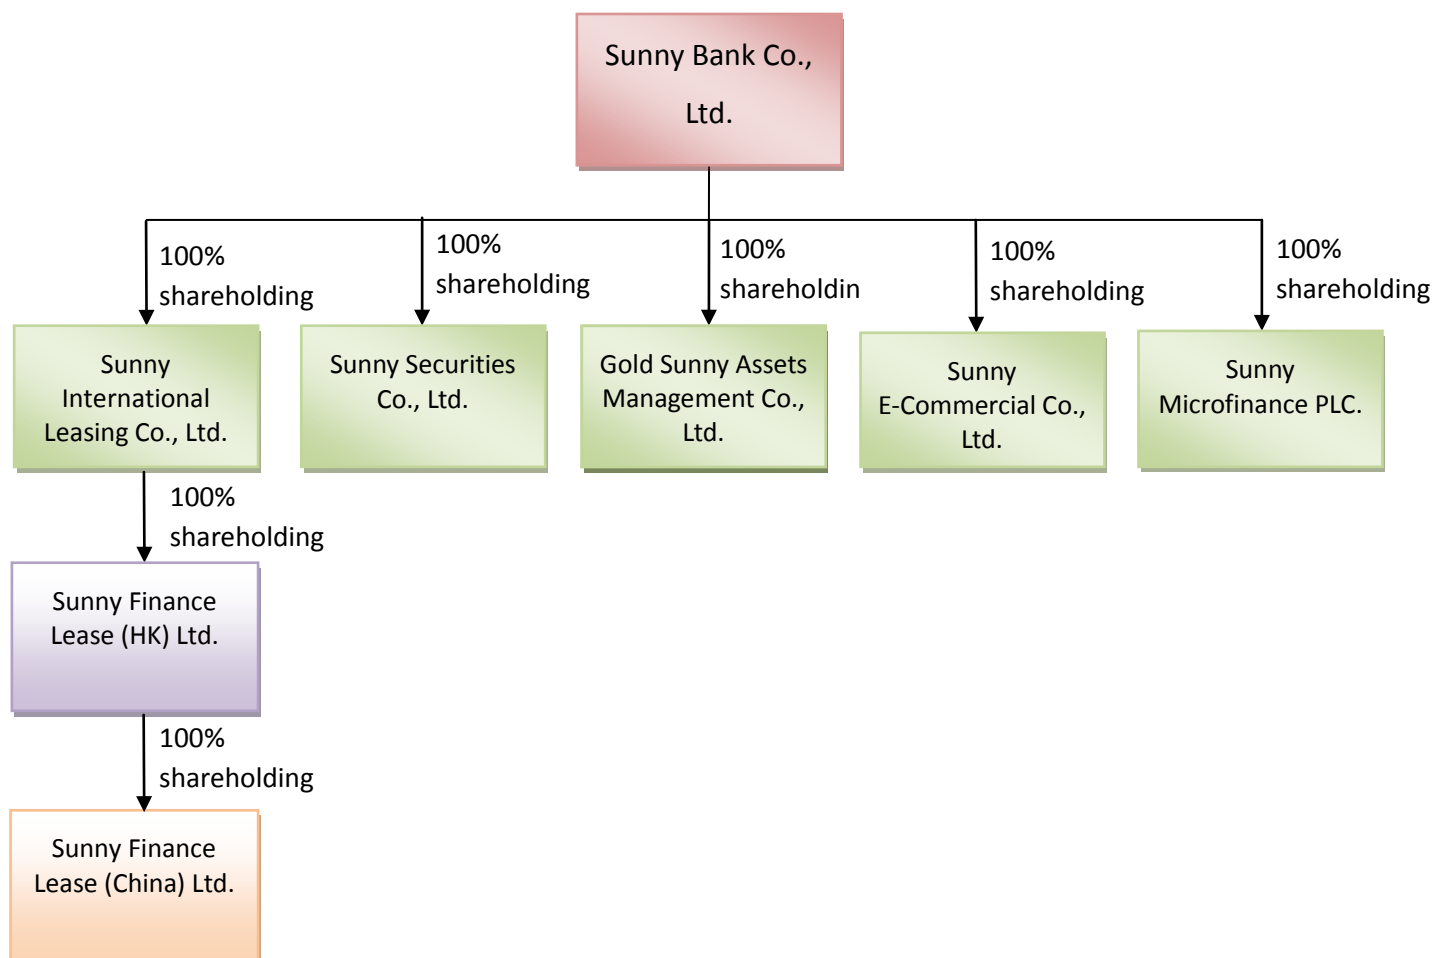 Sunny Bank Co.,
Ltd.
100%
shareholding
100%
shareholding
100%
shareholdin
100%
shareholding
100%
shareholding
Sunny
International
Leasing Co., Ltd.
Sunny Securities
Co., Ltd.
Gold Sunny Assets
Management Co.,
Ltd.
Sunny
E-Commercial Co.,
Ltd.
Sunny
Microfinance PLC.
100%
shareholding
Sunny Finance
Lease (HK) Ltd.
100%
shareholding
Sunny Finance
Lease (China) Ltd.